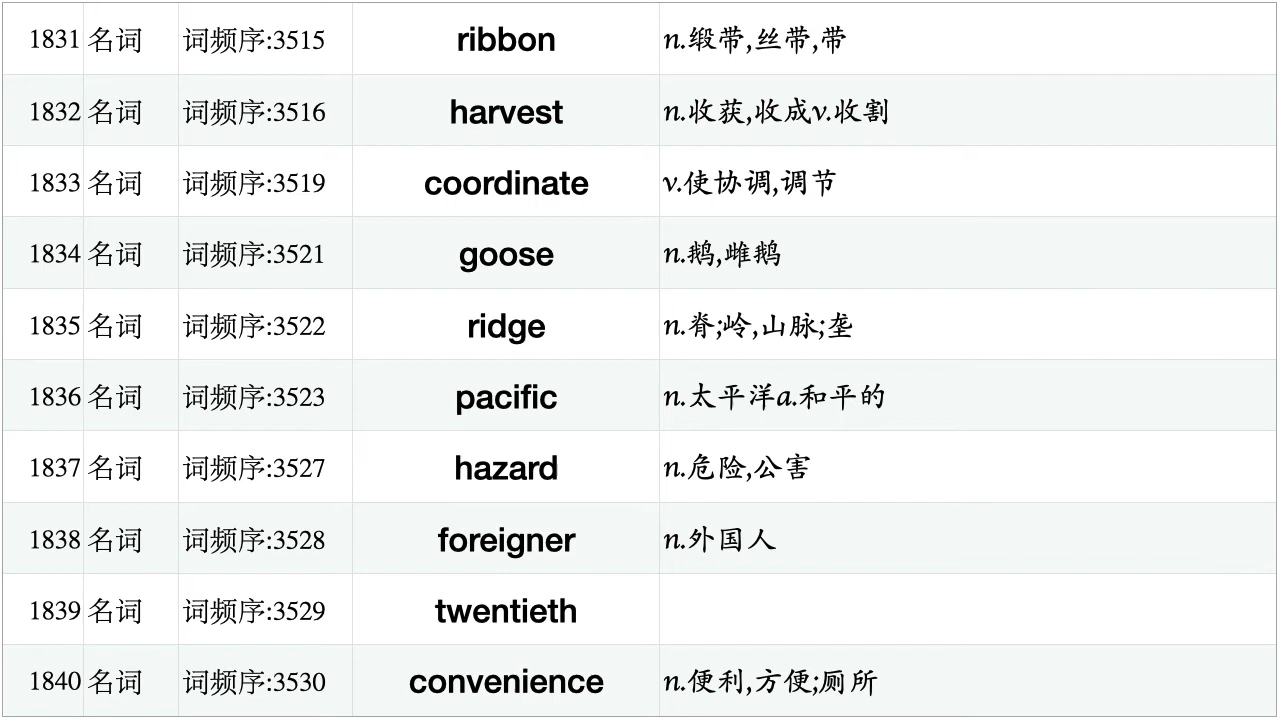 1831 名词 词频序:3515 ribbon n.缎带,丝带,带
1832 名词 词频序:3516 harvest n.收获,收成v.收割
1833 名词 词频序:3519 coordinate v.使协调,调节
1834 名词 词频序:3521 goose n.鹅,雌鹅
1835 名词 词频序:3522 ridge n.脊;岭,山脉;垄
1836 名词 词频序:3523 pacific n.太平洋a.和平的
1837 名词 词频序:3527 hazard n.危险,公害
1838 名词 词频序:3528 foreigner n.外国人
1839 名词 词频序:3529 twentieth
1840 名词 词频序:3530 convenience n.便利,方便;厕所